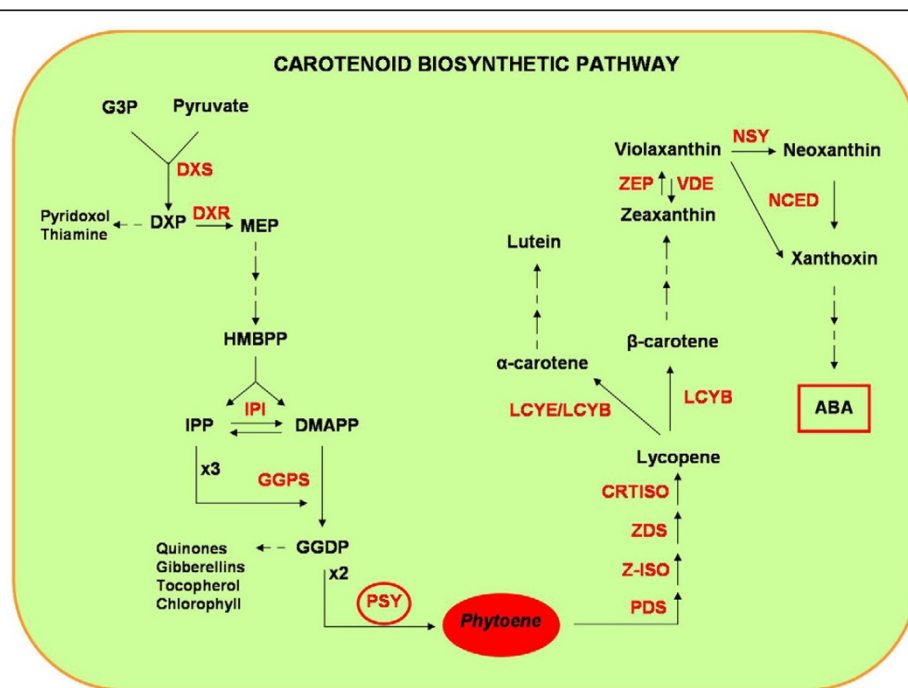 CAROTENOID BIOSYNTHETIC PATHWAY
G3P Pyruvate
DXS
Pyridoxol
Thiamine
DXP DXR MEP
HMBPP
IPP IPI DMAPP
x3
GGPS
Quinones
Gibberellins
Tocopherol
Chlorophyll
GGDP
x2
PSY
Phytoene
PDS
Z-ISO
ZDS
CRTISO
Lycopene
LCYE/LCYB
LCYB
α-carotene
β-carotene
Lutein
Zeaxanthin
ZEP VDE
Violaxanthin NSY Neoxanthin
NCED
Xanthoxin
ABA